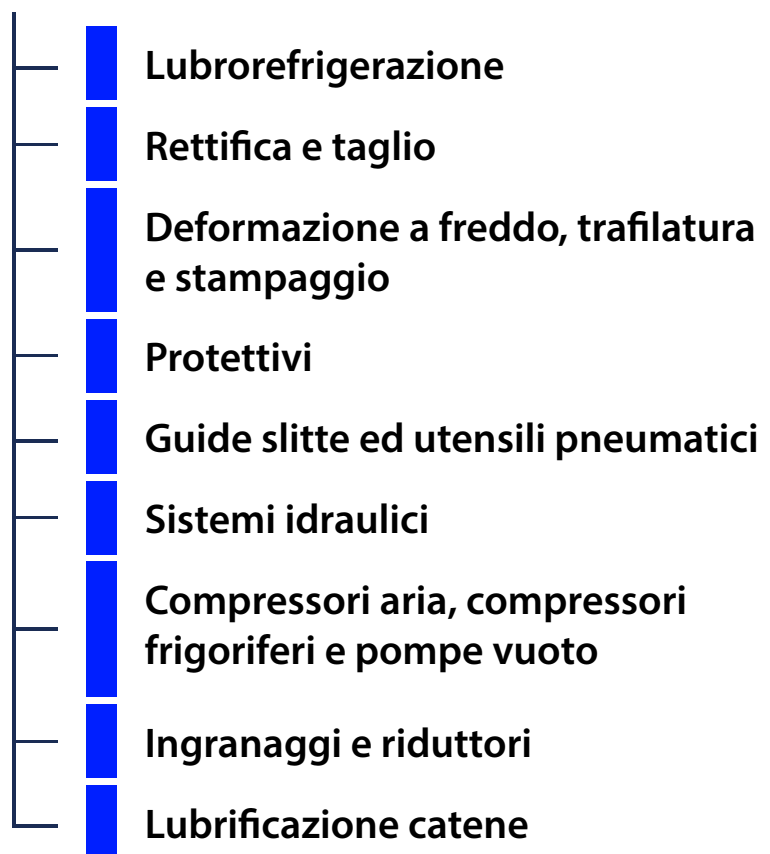 Lubrorefrigerazione
Rettifica e taglio
Deformazione a freddo, trafilatura
e stampaggio
Protettivi
Guide slitte ed utensili pneumatici
Sistemi idraulici
Compressori aria, compressori
frigoriferi e pompe vuoto
Ingranaggi e riduttori
Lubrificazione catene